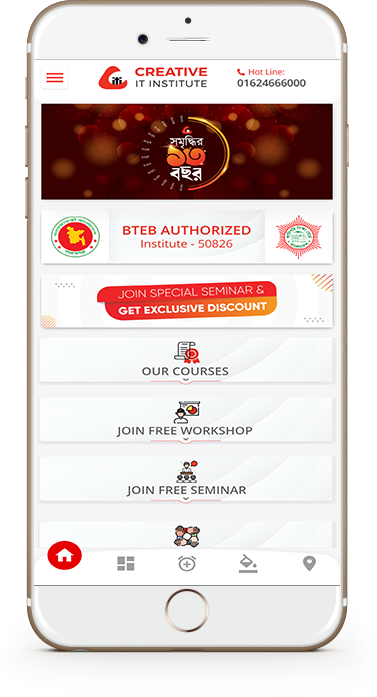 CREATIVE
IT INSTITUTE
Hot Line:
01624666000
সমৃদ্ধির
১৩
বছর
BTEB AUTHORIZED
Institute - 50826
JOIN SPECIAL SEMINAR &
GET EXCLUSIVE DISCOUNT
OUR COURSES
JOIN FREE WORKSHOP
JOIN FREE SEMINAR